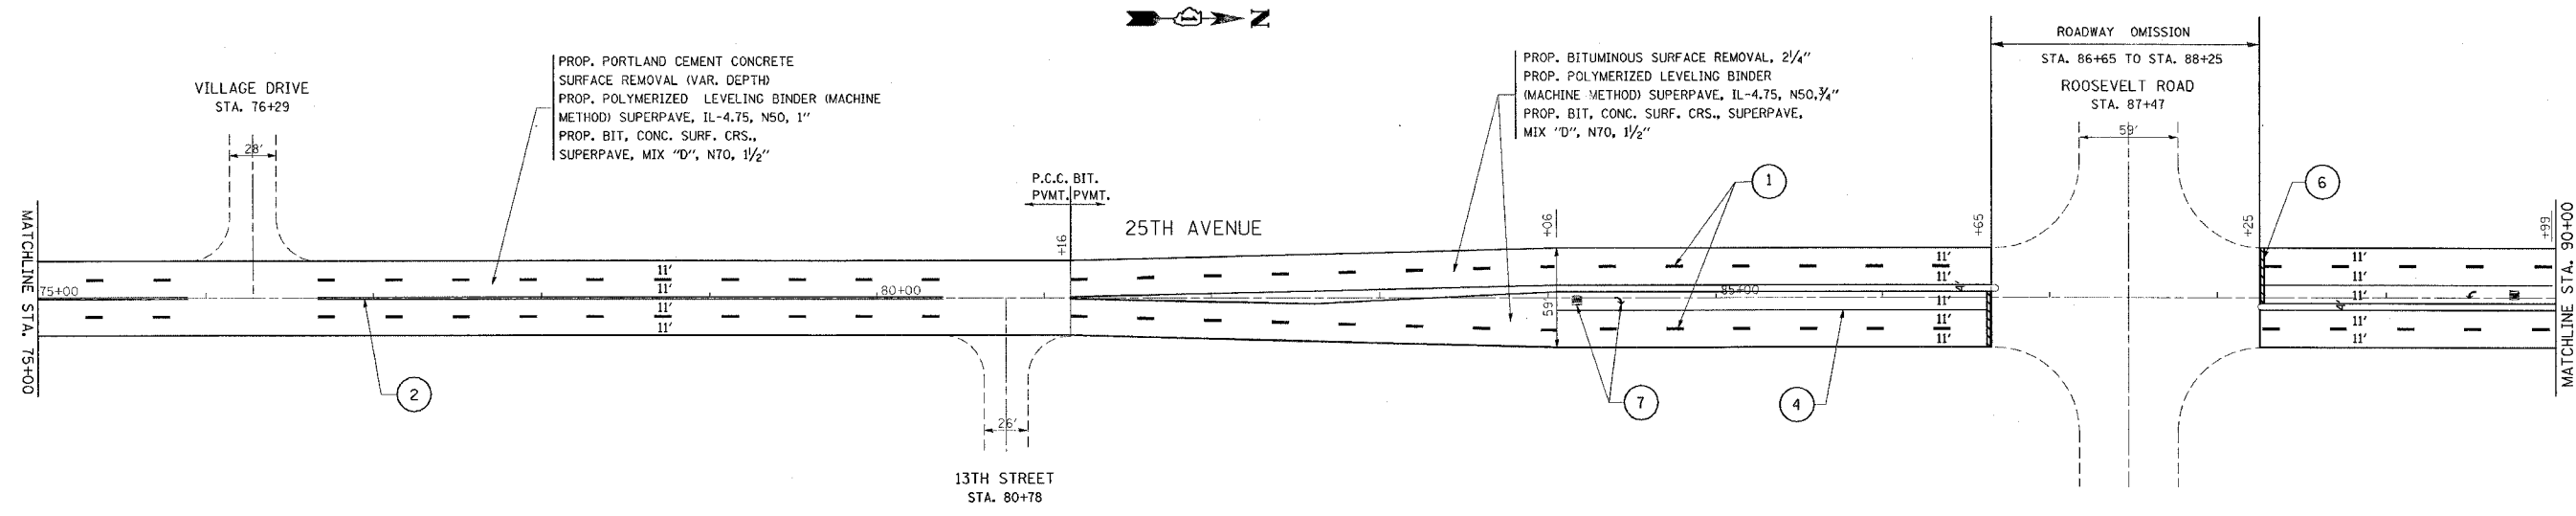 N
VILLAGE DRIVE
STA. 76+29
28'
PROP. PORTLAND CEMENT CONCRETE
SURFACE REMOVAL (VAR. DEPTH)
PROP. POLYMERIZED LEVELING BINDER (MACHINE
METHOD) SUPERPAVE, IL-4.75, N50, 1"
PROP. BIT. CONC. SURF. CRS.,
SUPERPAVE, MIX "D", N70, 1½"
PROP. BITUMINOUS SURFACE REMOVAL, 2¼"
PROP. POLYMERIZED LEVELING BINDER
(MACHINE METHOD) SUPERPAVE, IL-4.75, N50,¾"
PROP. BIT. CONC. SURF. CRS., SUPERPAVE,
MIX "D", N70, 1½"
ROADWAY OMISSION
STA. 86+65 TO STA. 88+25
ROOSEVELT ROAD
STA. 87+47
59'
P.C.C. BIT.
PVMT. PVMT.
25TH AVENUE
1
6
+16
+06
+65
+25
+99
MATCHLINE STA. 75+00
75+00
80+00
85+00
11'
11'
11'
11'
59'
11'
11'
4'
11'
11'
11'
11'
11'
11'
4'
11'
11'
MATCHLINE STA. 90+00
2
7
4
26'
13TH STREET
STA. 80+78